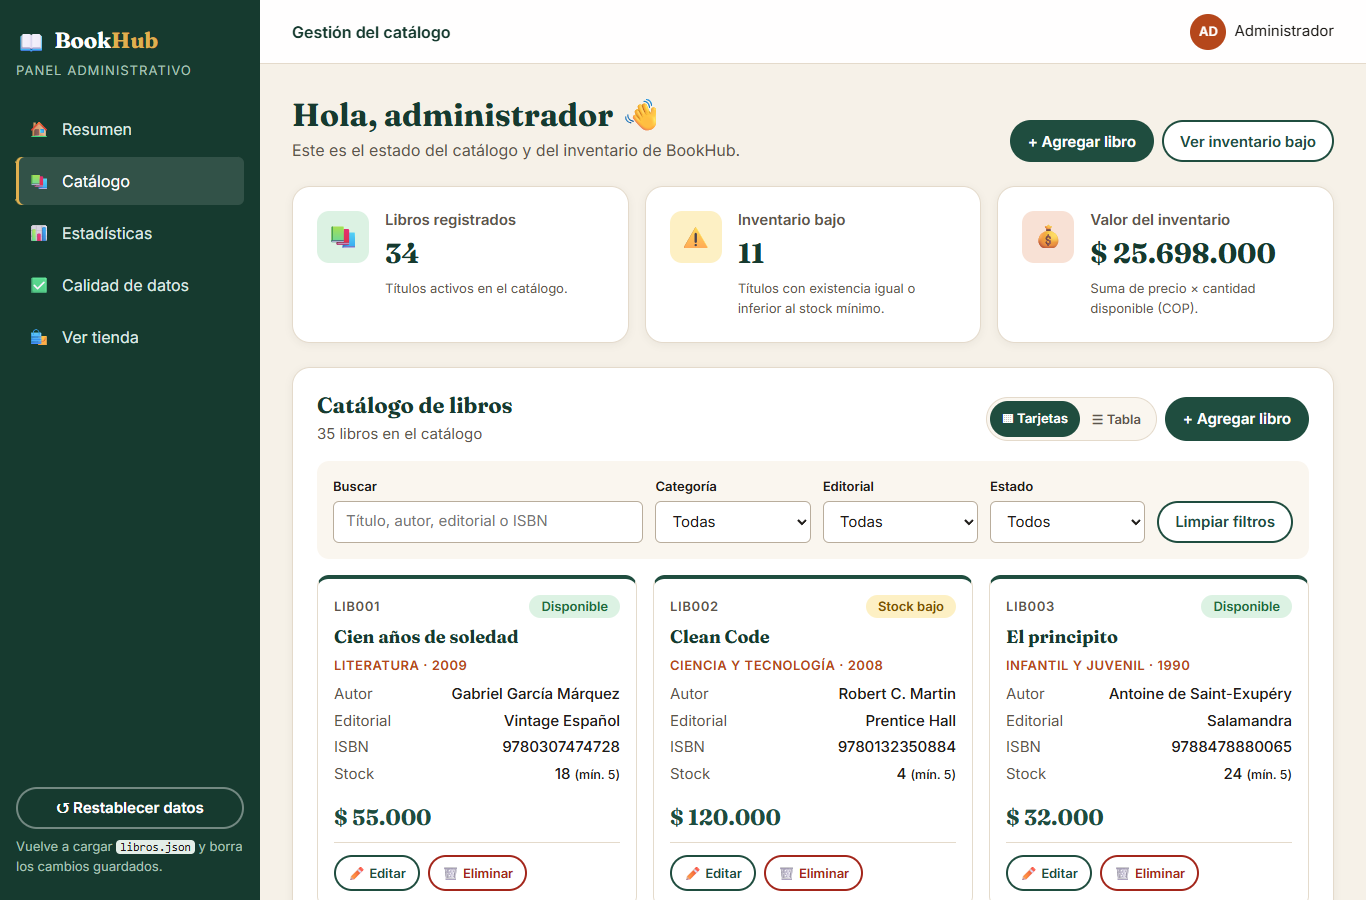 BookHub
PANEL ADMINISTRATIVO
Resumen
Catálogo
Estadísticas
Calidad de datos
Ver tienda
↺ Restablecer datos
Vuelve a cargar libros.json y borra
los cambios guardados.
Gestión del catálogo
AD Administrador
Hola, administrador 👋
Este es el estado del catálogo y del inventario de BookHub.
+ Agregar libro
Ver inventario bajo
Libros registrados
34
Títulos activos en el catálogo.
Inventario bajo
11
Títulos con existencia igual o
inferior al stock mínimo.
Valor del inventario
$ 25.698.000
Suma de precio × cantidad
disponible (COP).
Catálogo de libros
35 libros en el catálogo
▦ Tarjetas
☰ Tabla
+ Agregar libro
Buscar
Título, autor, editorial o ISBN
Categoría
Todas
Editorial
Todas
Estado
Todos
Limpiar filtros
LIB001 Disponible
Cien años de soledad
LITERATURA · 2009
Autor Gabriel García Márquez
Editorial Vintage Español
ISBN 9780307474728
Stock 18 (mín. 5)
$ 55.000
Editar
Eliminar
LIB002 Stock bajo
Clean Code
CIENCIA Y TECNOLOGÍA · 2008
Autor Robert C. Martin
Editorial Prentice Hall
ISBN 9780132350884
Stock 4 (mín. 5)
$ 120.000
Editar
Eliminar
LIB003 Disponible
El principito
INFANTIL Y JUVENIL · 1990
Autor Antoine de Saint-Exupéry
Editorial Salamandra
ISBN 9788478880065
Stock 24 (mín. 5)
$ 32.000
Editar
Eliminar